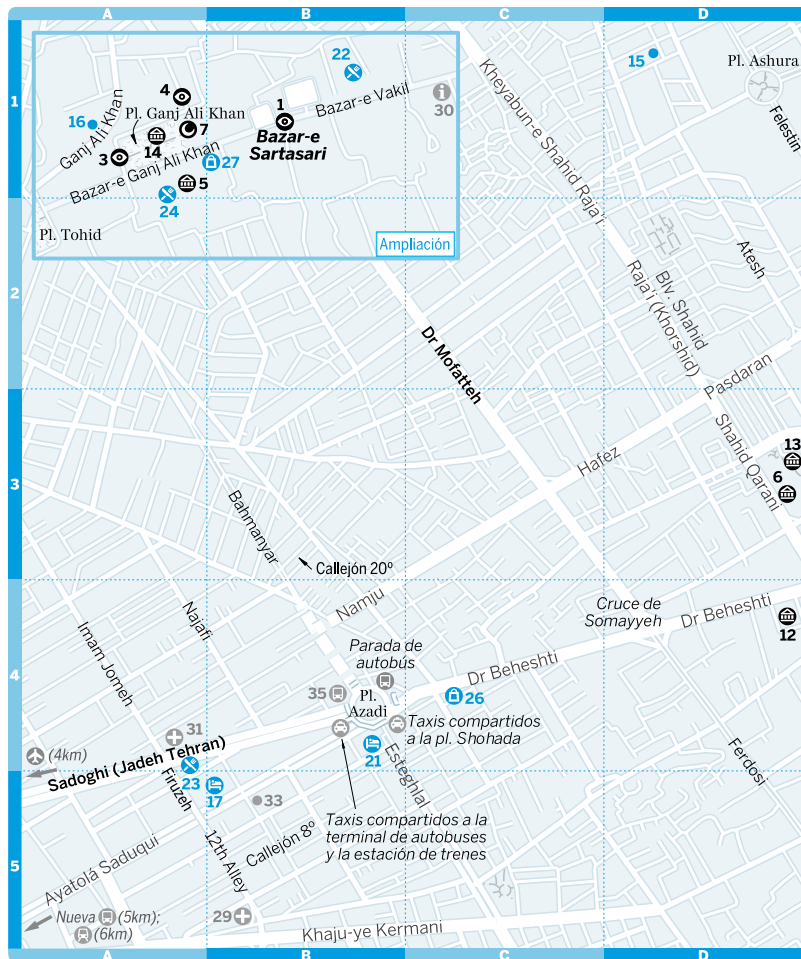 A
B
C
D
1
2
3
4
5
22
4
Pl. Ganj Ali Khan
16
Ganj Ali Khan
7
14
3
1
Bazar-e
Sartasari
Bazar-e Vakil
30
Bazar-e Ganj Ali Khan
27
5
24
Pl. Tohid
Ampliación
15
Pl. Ashura
Felestin
Kheyabun-e Shahid Raja'i
Atesh
Blv. Shahid
Raja'i (Khorshid)
Dr Mofatteh
Pasdaran
Hafez
Shahid Qarani
13
6
Bahmanyar
Callejón 20º
Namju
Cruce de
Somayyeh
Dr Beheshti
12
Najafi
Imam Jomeh
Parada de
autobús
Dr Beheshti
35
Pl.
Azadi
26
Taxis compartidos
a la pl. Shohada
31
(4km)
Sadoghi (Jadeh Tehran)
21
Esteghlal
Ferdosi
23
17
Firuzeh
33
Taxis compartidos a la
terminal de autobuses
y la estación de trenes
Callejón 8º
12th Alley
Ayatolá Saduqui
Nueva (5km);
(6km)
29
Khaju-ye Kermani
A
B
C
D